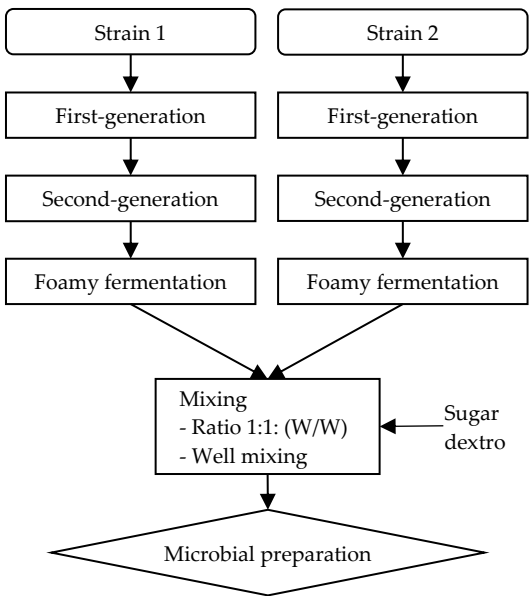 Strain 1
Strain 2
First-generation
First-generation
Second-generation
Second-generation
Foamy fermentation
Foamy fermentation
Mixing
- Ratio 1:1: (W/W)
- Well mixing
Sugar
dextro
Microbial preparation